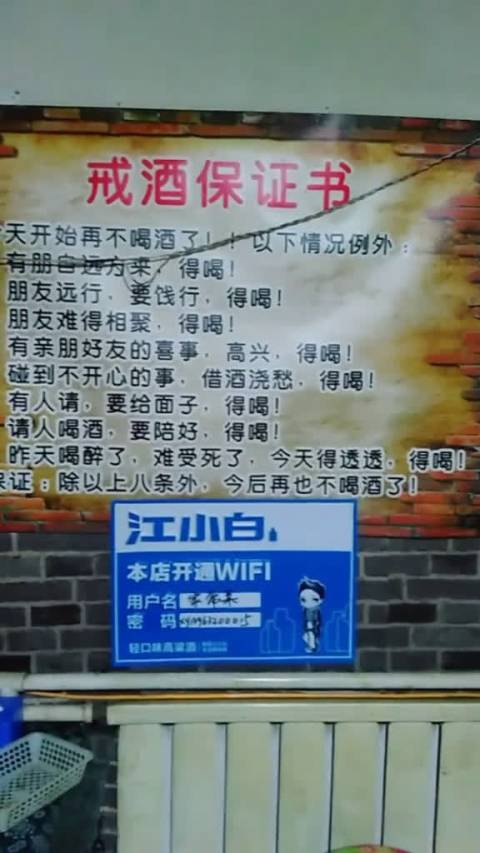 戒酒保证书
天开始再不喝酒了！！以下情况例外：
有朋自远方来，得喝！
朋友远行，要饯行，得喝！
朋友难得相聚，得喝！
有亲朋好友的喜事，高兴，得喝！
碰到不开心的事，借酒浇愁，得喝！
有人请，要给面子，得喝！
请人喝酒，要陪好，得喝！
昨天喝醉了，难受死了，今天得透透，得喝！
保证：除以上八条外，今后再也不喝酒了！
江小白
本店开通WIFI
用户名
密 码
轻口味高粱酒